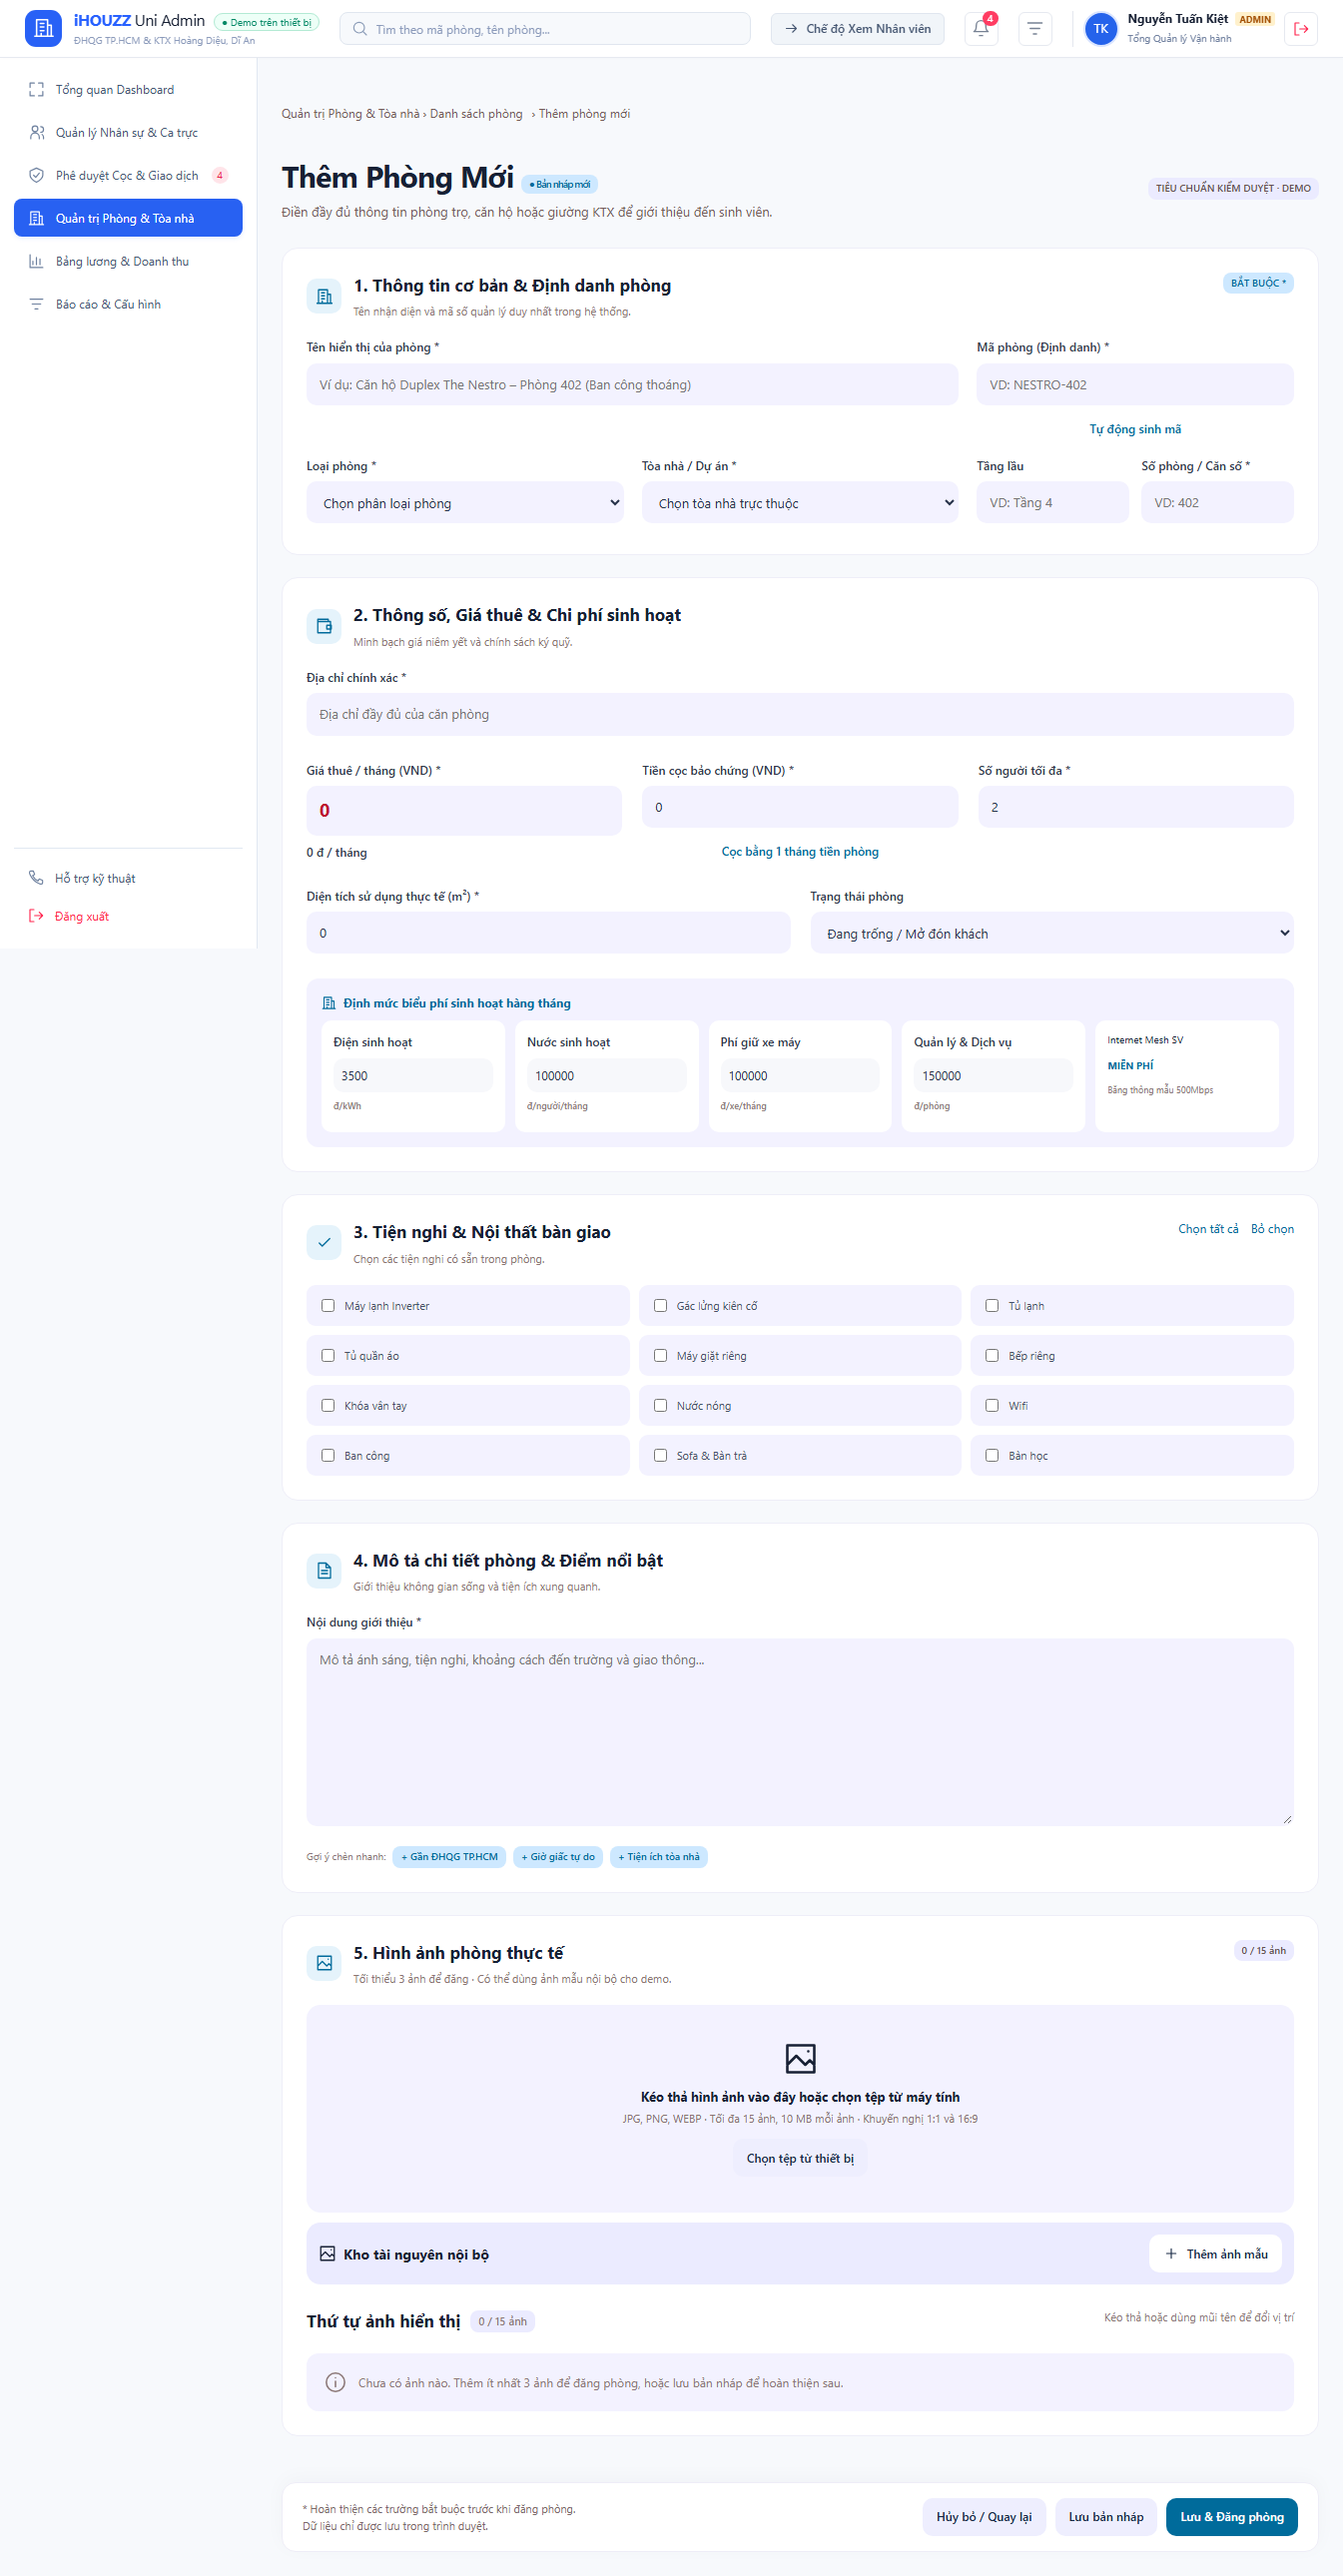 iHOUZZ Uni Admin
● Demo trên thiết bị
ĐHQG TP.HCM & KTX Hoàng Diệu, Dĩ An
Tìm theo mã phòng, tên phòng...
Chế độ Xem Nhân viên
4
TK
Nguyễn Tuấn Kiệt
ADMIN
Tổng Quản lý Vận hành
Tổng quan Dashboard
Quản lý Nhân sự & Ca trực
Phê duyệt Cọc & Giao dịch
4
Quản trị Phòng & Tòa nhà
Bảng lương & Doanh thu
Báo cáo & Cấu hình
Hỗ trợ kỹ thuật
Đăng xuất
Quản trị Phòng & Tòa nhà › Danh sách phòng › Thêm phòng mới
Thêm Phòng Mới
● Bản nháp mới
TIÊU CHUẨN KIỂM DUYỆT · DEMO
Điền đầy đủ thông tin phòng trọ, căn hộ hoặc giường KTX để giới thiệu đến sinh viên.
1. Thông tin cơ bản & Định danh phòng
BẮT BUỘC *
Tên nhận diện và mã số quản lý duy nhất trong hệ thống.
Tên hiển thị của phòng *
Mã phòng (Định danh) *
Ví dụ: Căn hộ Duplex The Nestro – Phòng 402 (Ban công thoáng)
VD: NESTRO-402
Tự động sinh mã
Loại phòng *
Tòa nhà / Dự án *
Tầng lầu
Số phòng / Căn số *
Chọn phân loại phòng
Chọn tòa nhà trực thuộc
VD: Tầng 4
VD: 402
2. Thông số, Giá thuê & Chi phí sinh hoạt
Minh bạch giá niêm yết và chính sách ký quỹ.
Địa chỉ chính xác *
Địa chỉ đầy đủ của căn phòng
Giá thuê / tháng (VND) *
Tiền cọc bảo chứng (VND) *
Số người tối đa *
0
0
2
0 đ / tháng
Cọc bằng 1 tháng tiền phòng
Diện tích sử dụng thực tế (m²) *
Trạng thái phòng
0
Đang trống / Mở đón khách
Định mức biểu phí sinh hoạt hàng tháng
Điện sinh hoạt
3500
đ/kWh
Nước sinh hoạt
100000
đ/người/tháng
Phí giữ xe máy
100000
đ/xe/tháng
Quản lý & Dịch vụ
150000
đ/phòng
Internet Mesh SV
MIỄN PHÍ
Băng thông mẫu 500Mbps
3. Tiện nghi & Nội thất bàn giao
Chọn tất cả
Bỏ chọn
Chọn các tiện nghi có sẵn trong phòng.
Máy lạnh Inverter
Gác lửng kiên cố
Tủ lạnh
Tủ quần áo
Máy giặt riêng
Bếp riêng
Khóa vân tay
Nước nóng
Wifi
Ban công
Sofa & Bàn trà
Bàn học
4. Mô tả chi tiết phòng & Điểm nổi bật
Giới thiệu không gian sống và tiện ích xung quanh.
Nội dung giới thiệu *
Mô tả ánh sáng, tiện nghi, khoảng cách đến trường và giao thông...
Gợi ý chèn nhanh:
+ Gần ĐHQG TP.HCM
+ Giờ giấc tự do
+ Tiện ích tòa nhà
5. Hình ảnh phòng thực tế
0 / 15 ảnh
Tối thiểu 3 ảnh để đăng · Có thể dùng ảnh mẫu nội bộ cho demo.
Kéo thả hình ảnh vào đây hoặc chọn tệp từ máy tính
JPG, PNG, WEBP · Tối đa 15 ảnh, 10 MB mỗi ảnh · Khuyến nghị 1:1 và 16:9
Chọn tệp từ thiết bị
Kho tài nguyên nội bộ
+ Thêm ảnh mẫu
Thứ tự ảnh hiển thị
0 / 15 ảnh
Kéo thả hoặc dùng mũi tên để đổi vị trí
Chưa có ảnh nào. Thêm ít nhất 3 ảnh để đăng phòng, hoặc lưu bản nháp để hoàn thiện sau.
* Hoàn thiện các trường bắt buộc trước khi đăng phòng.
Dữ liệu chỉ được lưu trong trình duyệt.
Hủy bỏ / Quay lại
Lưu bản nháp
Lưu & Đăng phòng